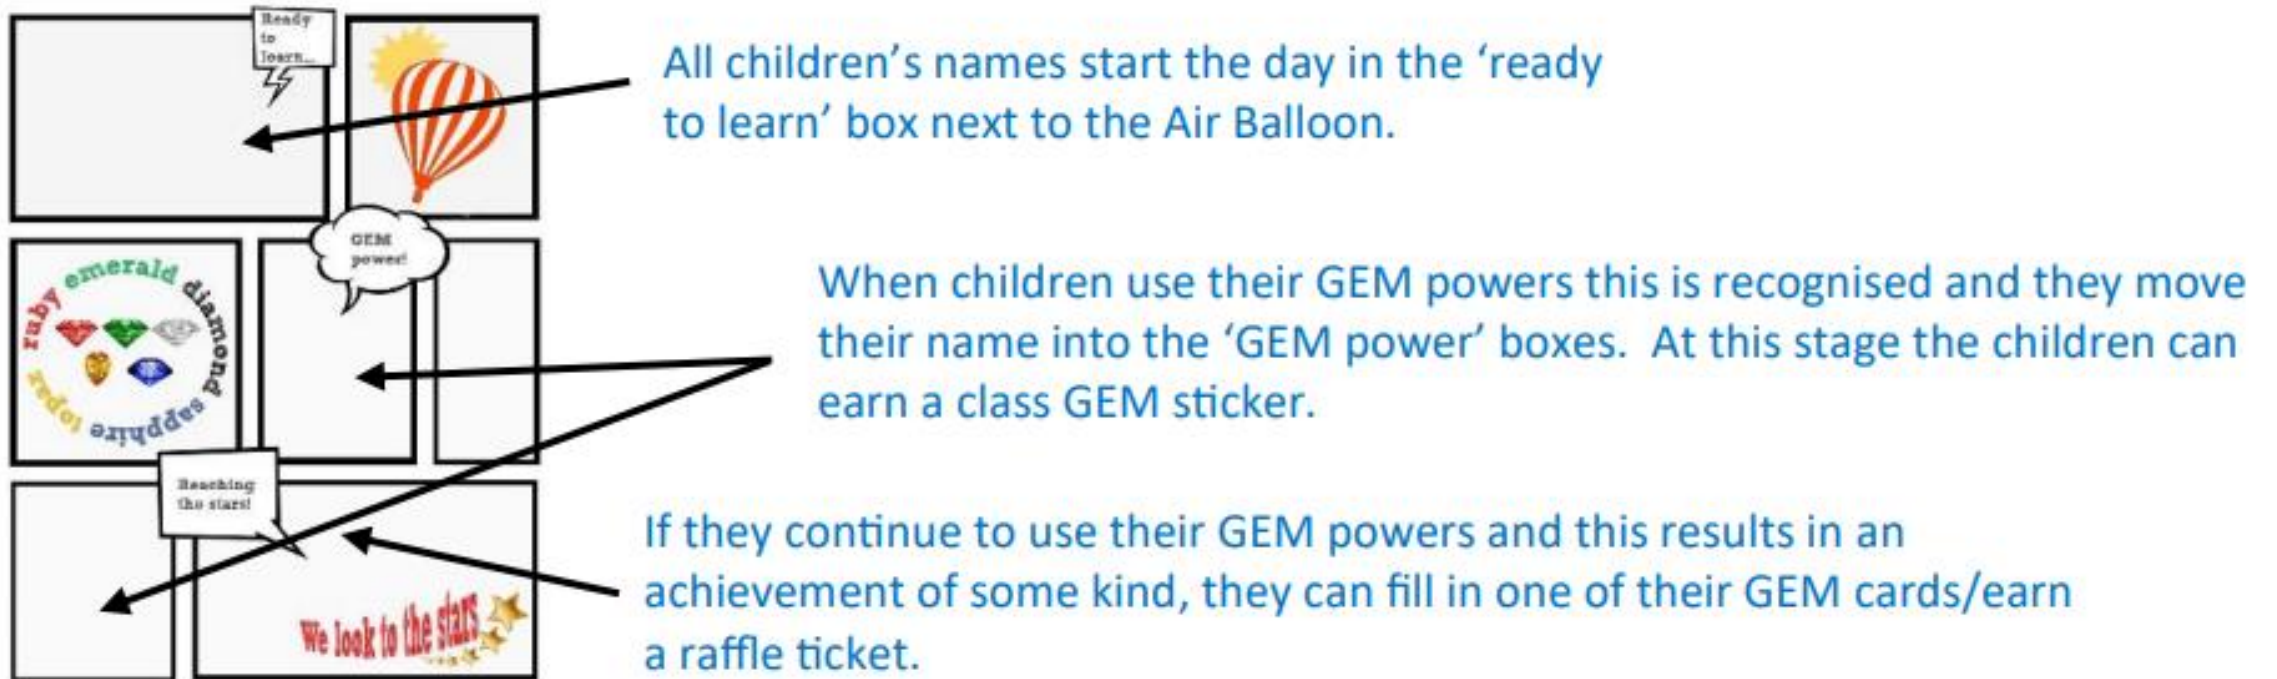 Ready
to
learn...
All children’s names start the day in the ‘ready
to learn’ box next to the Air Balloon.
GEM
power!
ruby emerald diamond sapphire topaz
When children use their GEM powers this is recognised and they move
their name into the ‘GEM power’ boxes.  At this stage the children can
earn a class GEM sticker.
Reaching
the stars!
We look to the stars
If they continue to use their GEM powers and this results in an
achievement of some kind, they can fill in one of their GEM cards/earn
a raffle ticket.